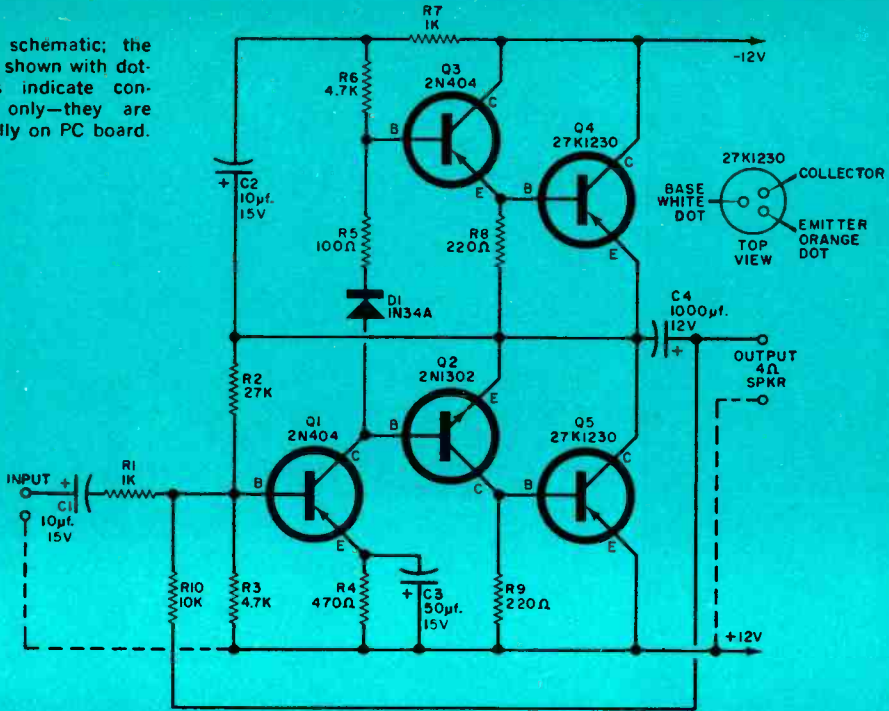 schematic; the
shown with dot-
indicate con-
only—they are
lly on PC board.
R7
1K
-12V
R6
4.7K
Q3
2N404
C
B
E
Q4
27K1230
C
B
E
27K1230
COLLECTOR
BASE
WHITE
DOT
EMITTER
ORANGE
DOT
TOP
VIEW
+
C2
10µf.
15V
R5
100Ω
R8
220Ω
D1
1N34A
C4
1000µf.
12V
+
OUTPUT
4Ω
SPKR
R2
27K
Q2
2N1302
E
B
C
Q1
2N404
C
B
E
Q5
27K1230
C
B
E
INPUT
+
C1
10µf.
15V
R1
1K
R10
10K
R3
4.7K
R4
470Ω
+
C3
50µf.
15V
R9
220Ω
+12V